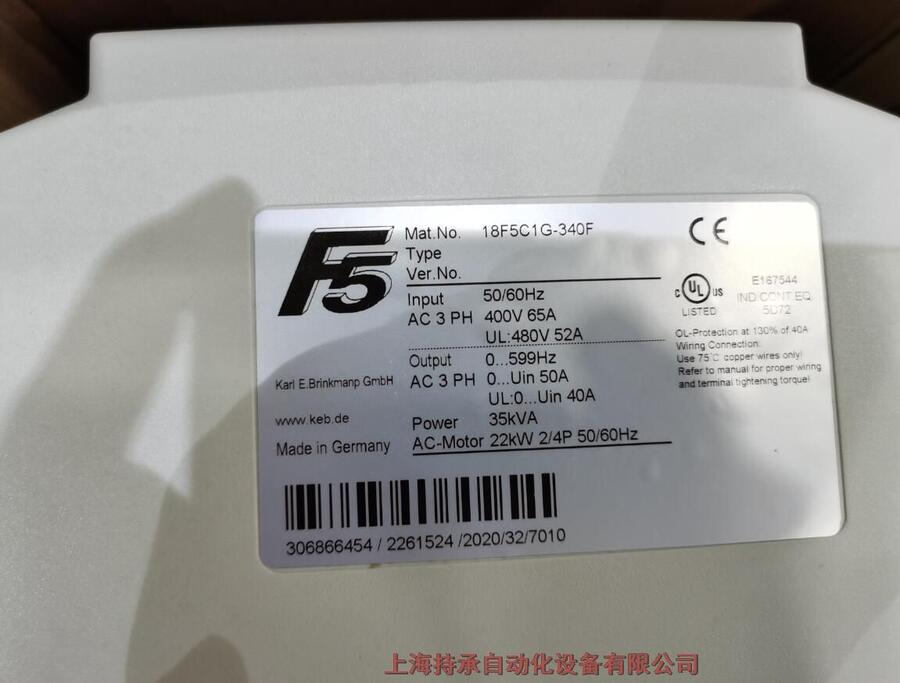 F5
Mat.No. 18F5C1G-340F
Type
Ver.No.
Input 50/60Hz
AC 3 PH 400V 65A
UL:480V 52A
Output 0...599Hz
AC 3 PH 0...Uin 50A
UL:0...Uin 40A
Power 35kVA
AC-Motor 22kW 2/4P 50/60Hz
Karl E.Brinkmann GmbH
www.keb.de
Made in Germany
CE
c UL us
LISTED
E167544
IND.CONT.EQ.
5D72
OL-Protection at 130% of 40A
Wiring Connection:
Use 75°C copper wires only!
Refer to manual for proper wiring
and terminal tightening torque!
306866454 / 2261524 /2020/32/7010
上海持承自动化设备有限公司